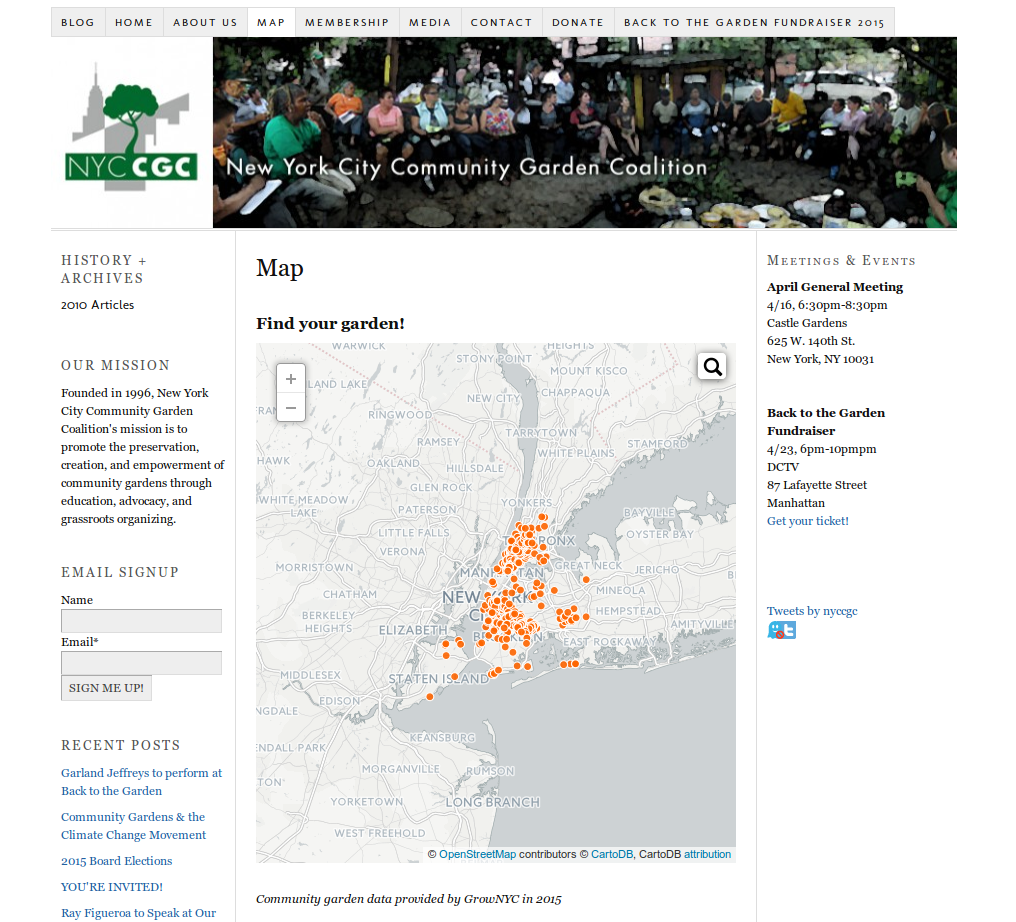 BLOG
HOME
ABOUT US
MAP
MEMBERSHIP
MEDIA
CONTACT
DONATE
BACK TO THE GARDEN FUNDRAISER 2015
NYC CGC
New York City Community Garden Coalition
HISTORY +
ARCHIVES
2010 Articles
OUR MISSION
Founded in 1996, New York
City Community Garden
Coalition's mission is to
promote the preservation,
creation, and empowerment of
community gardens through
education, advocacy, and
grassroots organizing.
EMAIL SIGNUP
Name
Email*
SIGN ME UP!
RECENT POSTS
Garland Jeffreys to perform at
Back to the Garden
Community Gardens & the
Climate Change Movement
2015 Board Elections
YOU'RE INVITED!
Ray Figueroa to Speak at Our
Map
Find your garden!
+
−
WARWICK
HEIGHTS
STONY POINT
MOUNT KISCO
LAND LAKE
NEW CITY
CHAPPAQUA
RINGWOOD
TARRYTOWN
RAMSEY
STAMFORD
WHITE PLAINS
HAWK
OAKLAND
HILLSDALE
GLEN ROCK
WHITE MEADOW
LAKE
YONKERS
PATERSON
BAYVILLE
LITTLE FALLS
OYSTER BAY
VERONA
MORRISTOWN
GREAT NECK
JERICHO
CHATHAM
MINEOLA
NEW YORK
BERKELEY
HEIGHTS
HEMPSTEAD
ELIZABETH
AMITYVILLE
EAST ROCKAWAY
MIDDLESEX
STATEN ISLAND
EDISON
NGDALE
KEANSBURG
ENDALL PARK
MORGANVILLE
RUMSON
TON
YORKETOWN
LONG BRANCH
WEST FREEHOLD
© OpenStreetMap contributors © CartoDB, CartoDB attribution
Community garden data provided by GrowNYC in 2015
Meetings & Events
April General Meeting
4/16, 6:30pm-8:30pm
Castle Gardens
625 W. 140th St.
New York, NY 10031
Back to the Garden
Fundraiser
4/23, 6pm-10pmpm
DCTV
87 Lafayette Street
Manhattan
Get your ticket!
Tweets by nyccgc